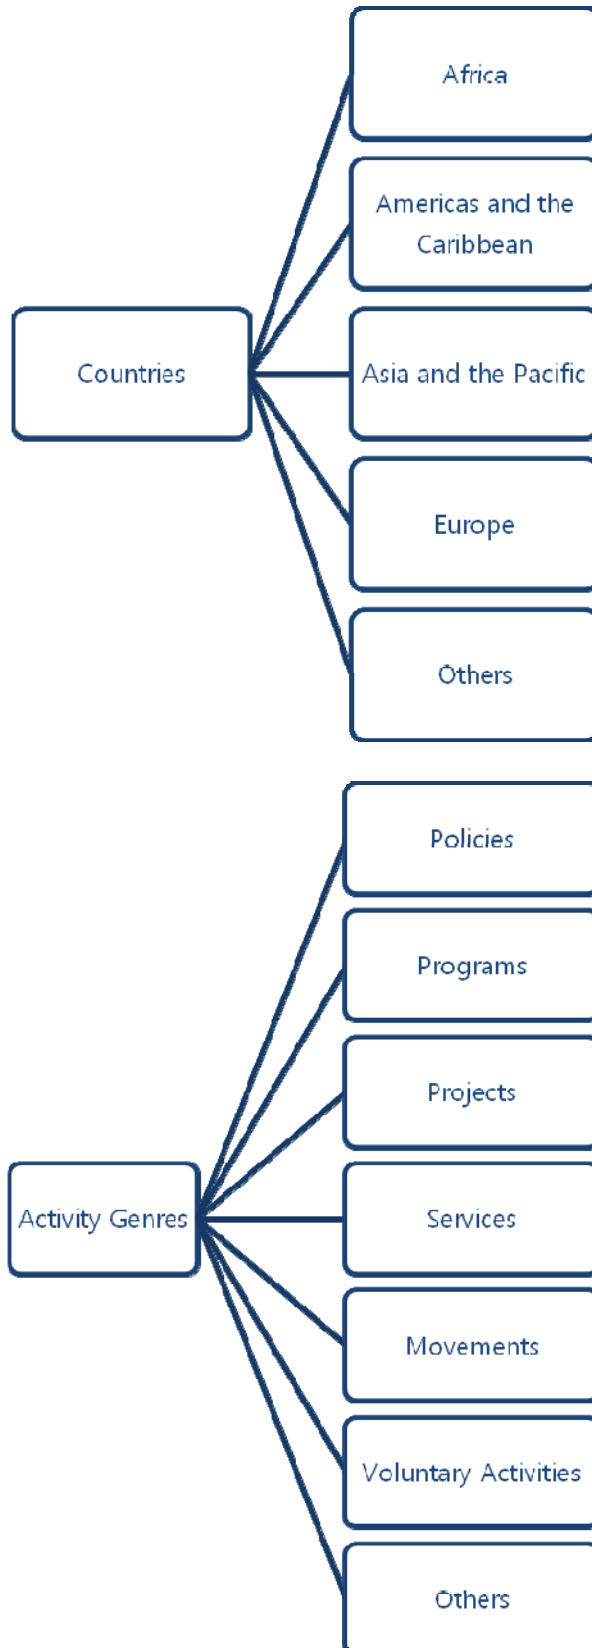 Africa
Americas and the
Caribbean
Countries
Asia and the Pacific
Europe
Others
Policies
Programs
Projects
Activity Genres
Services
Movements
Voluntary Activities
Others